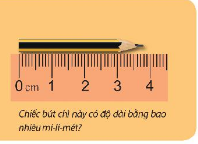 0 cm 1 2 3 4
Chiếc bút chì này có độ dài bằng bao
nhiêu mi-li-mét?